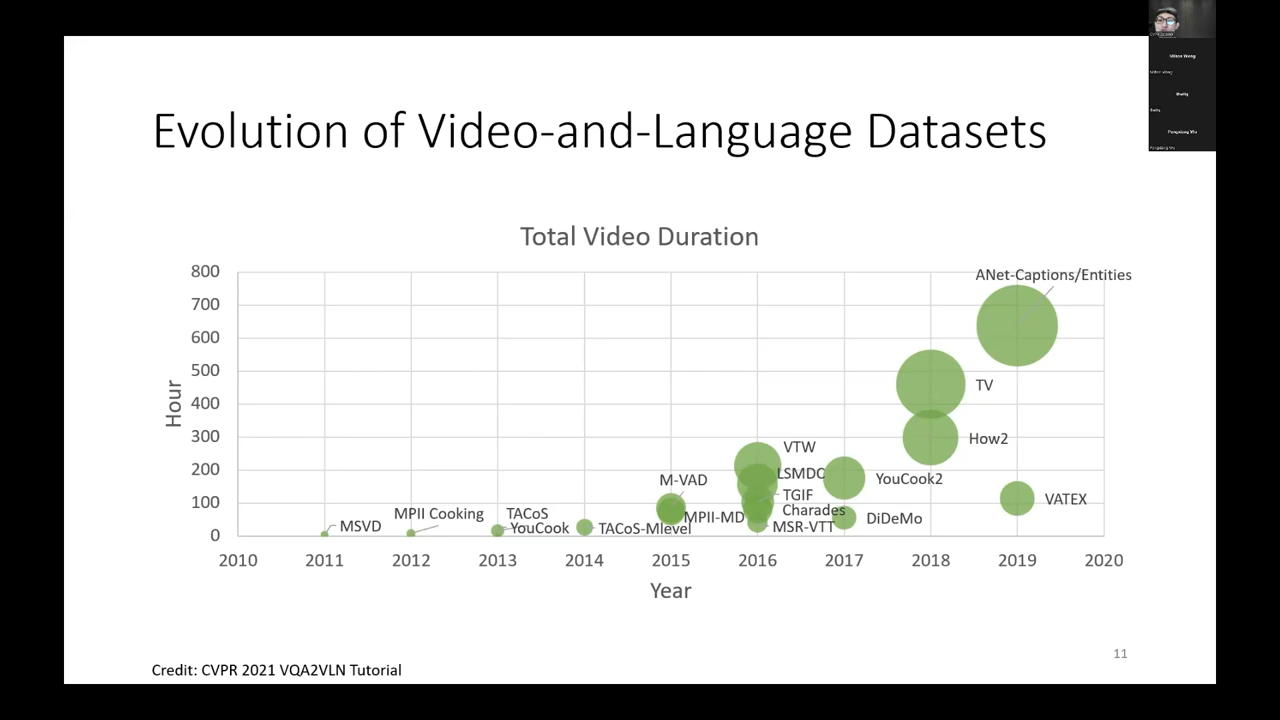 Evolution of Video-and-Language Datasets
Total Video Duration
800
700
600
500
400
300
200
100
0
Hour
MSVD
MPII Cooking
TACoS
YouCook
TACoS-Mlevel
M-VAD
MPII-MD
VTW
LSMDC
TGIF
Charades
MSR-VTT
YouCook2
DiDeMo
TV
How2
ANet-Captions/Entities
VATEX
2010 2011 2012 2013 2014 2015 2016 2017 2018 2019 2020
Year
11
Credit: CVPR 2021 VQA2VLN Tutorial